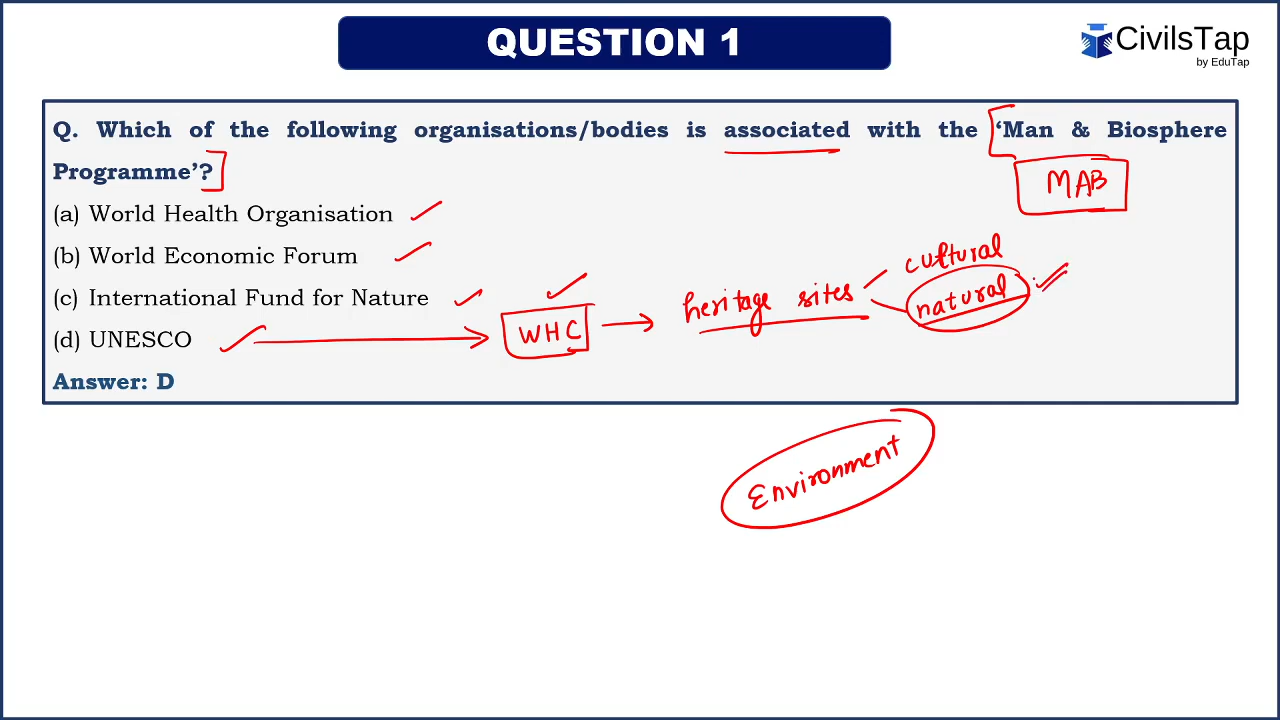 QUESTION 1
CivilsTap
by EduTap
Q. Which of the following organisations/bodies is associated with the ‘Man & Biosphere
Programme’?
MAB
(a) World Health Organisation
(b) World Economic Forum
(c) International Fund for Nature
(d) UNESCO
WHC
heritage sites
cultural
natural
Answer: D
Environment